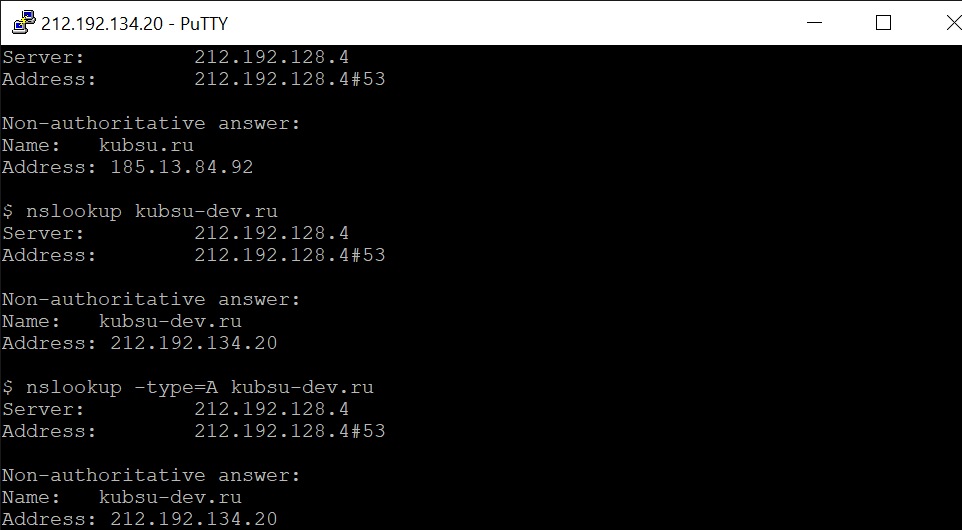 212.192.134.20 - PuTTY
Server:         212.192.128.4
Address:        212.192.128.4#53
Non-authoritative answer:
Name:   kubsu.ru
Address: 185.13.84.92
$ nslookup kubsu-dev.ru
Server:         212.192.128.4
Address:        212.192.128.4#53
Non-authoritative answer:
Name:   kubsu-dev.ru
Address: 212.192.134.20
$ nslookup -type=A kubsu-dev.ru
Server:         212.192.128.4
Address:        212.192.128.4#53
Non-authoritative answer:
Name:   kubsu-dev.ru
Address: 212.192.134.20